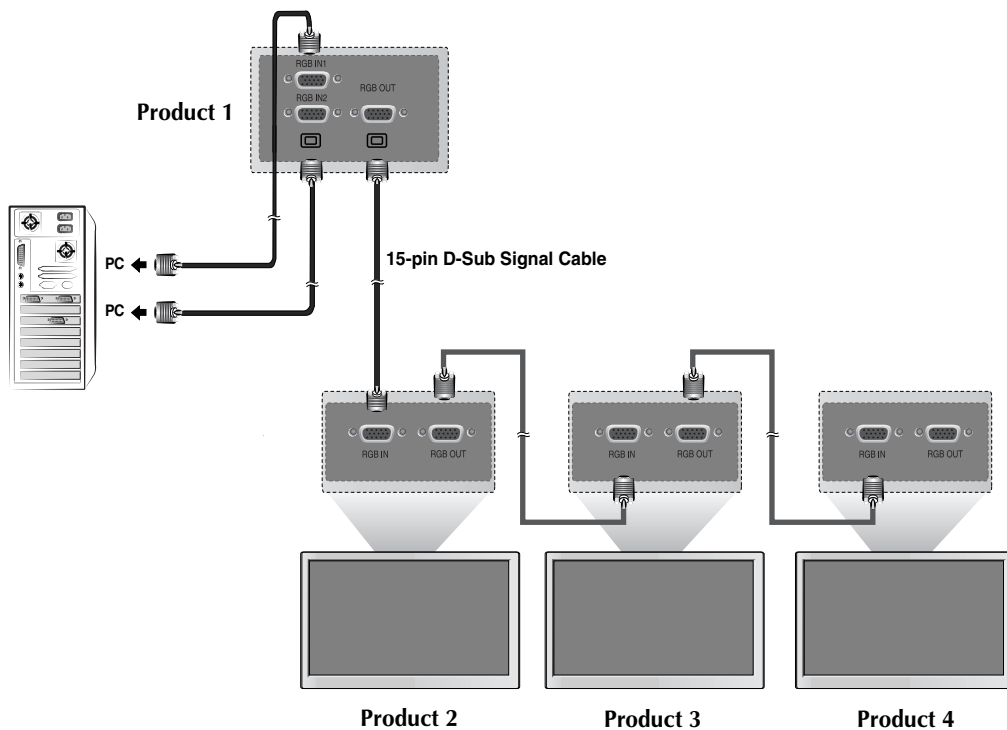 RGB IN1
RGB IN2
RGB OUT
Product 1
15-pin D-Sub Signal Cable
PC
PC
RGB IN
RGB OUT
RGB IN
RGB OUT
RGB IN
RGB OUT
Product 2
Product 3
Product 4